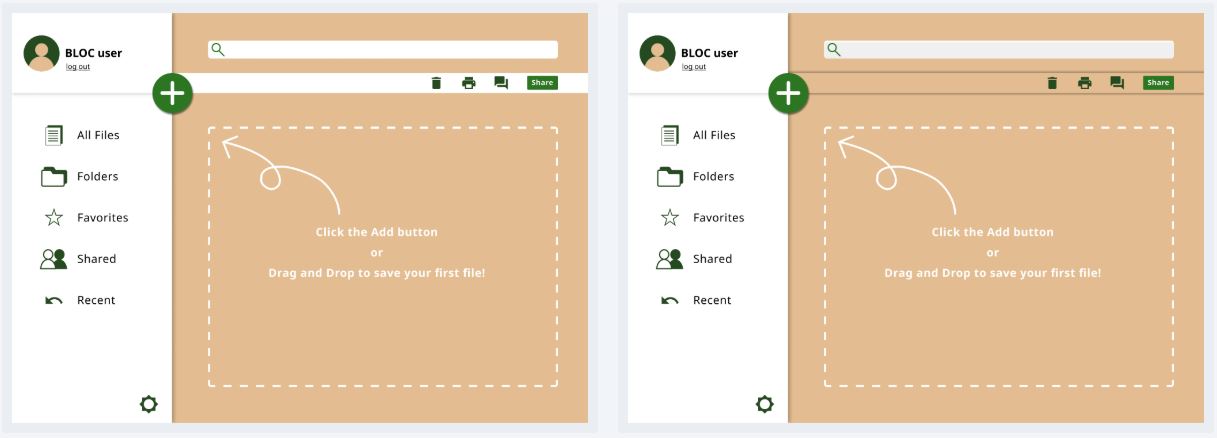 BLOC user
log out
Share
All Files
Folders
Favorites
Shared
Recent
Click the Add button
or
Drag and Drop to save your first file!
BLOC user
log out
Share
All Files
Folders
Favorites
Shared
Recent
Click the Add button
or
Drag and Drop to save your first file!